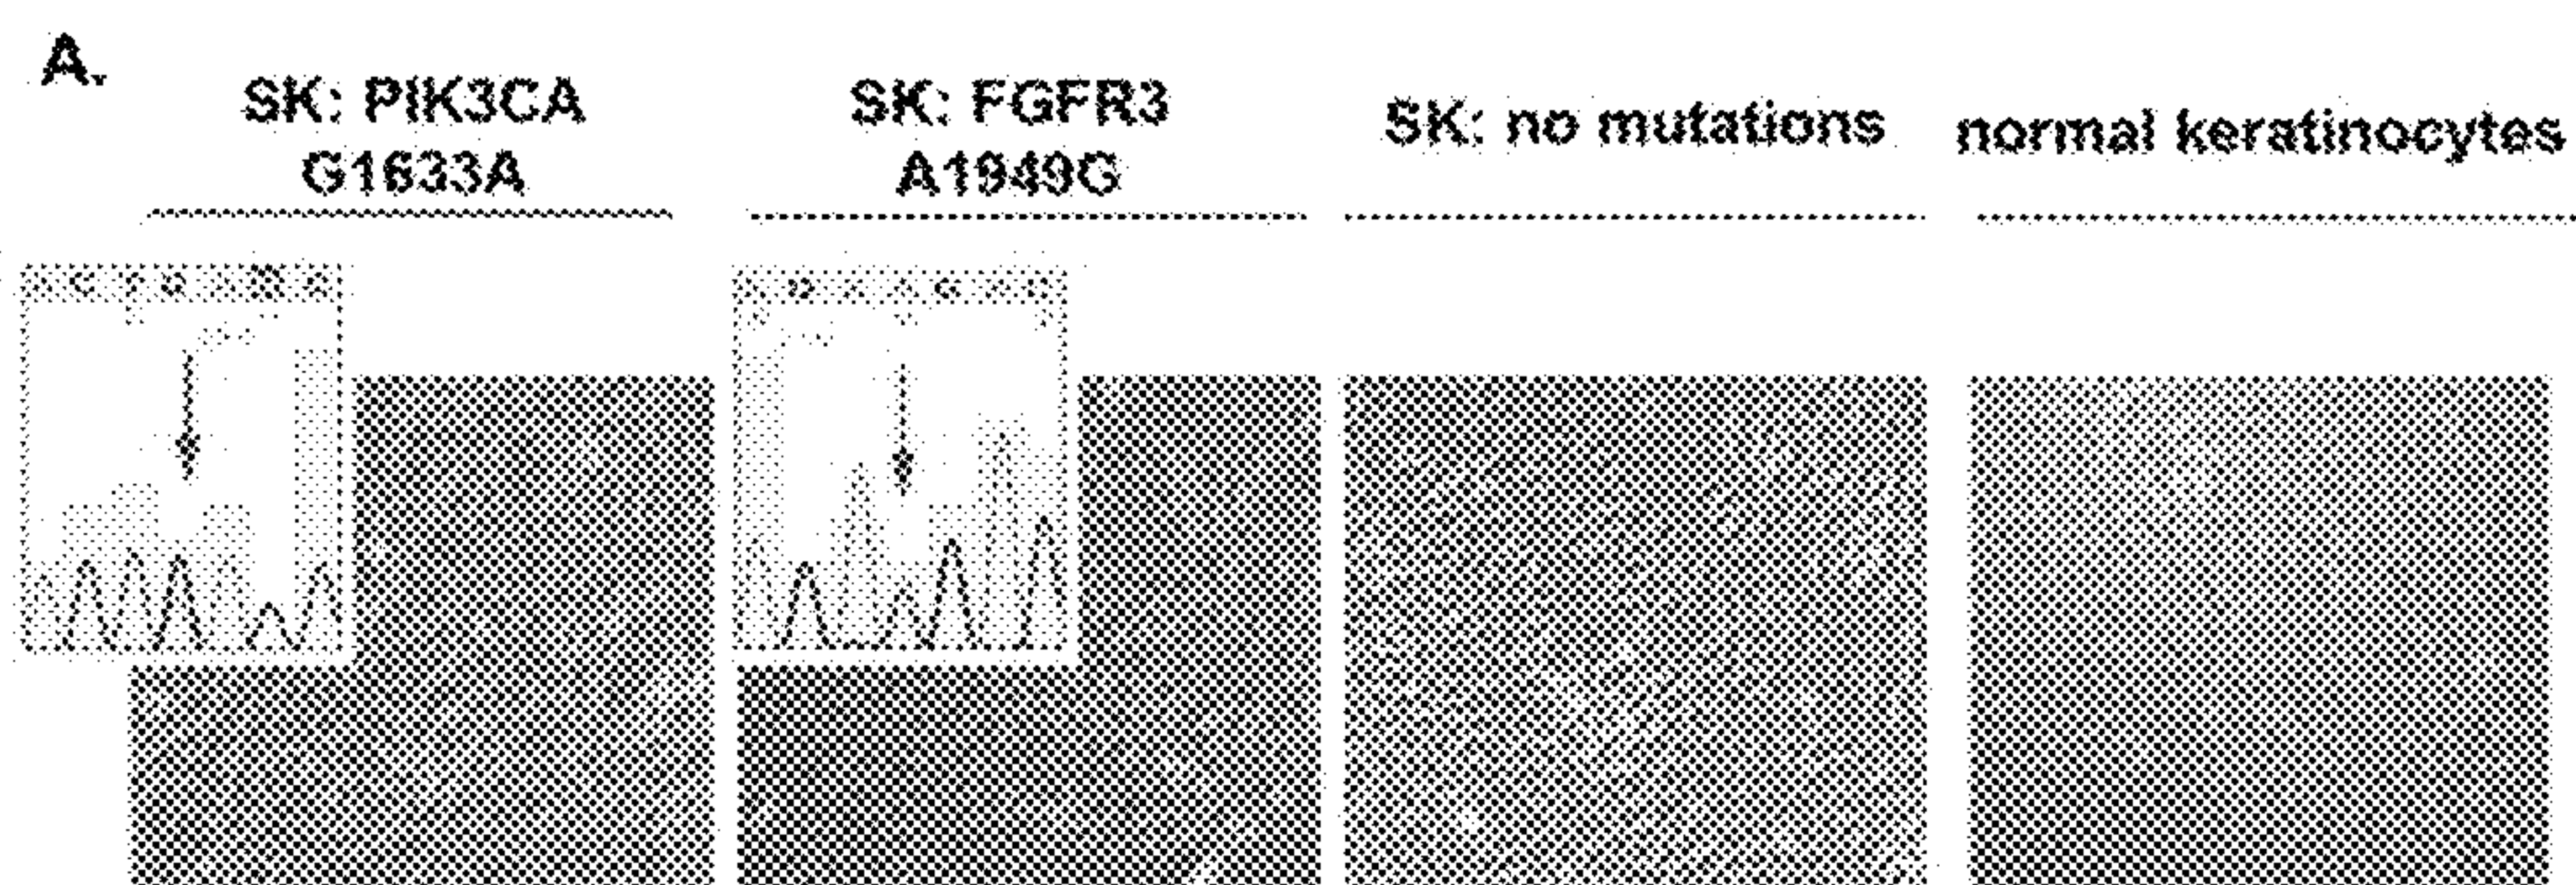 A.
SK: PIK3CA
G1633A
SK: FGFR3
A1949G
SK: no mutations
normal keratinocytes